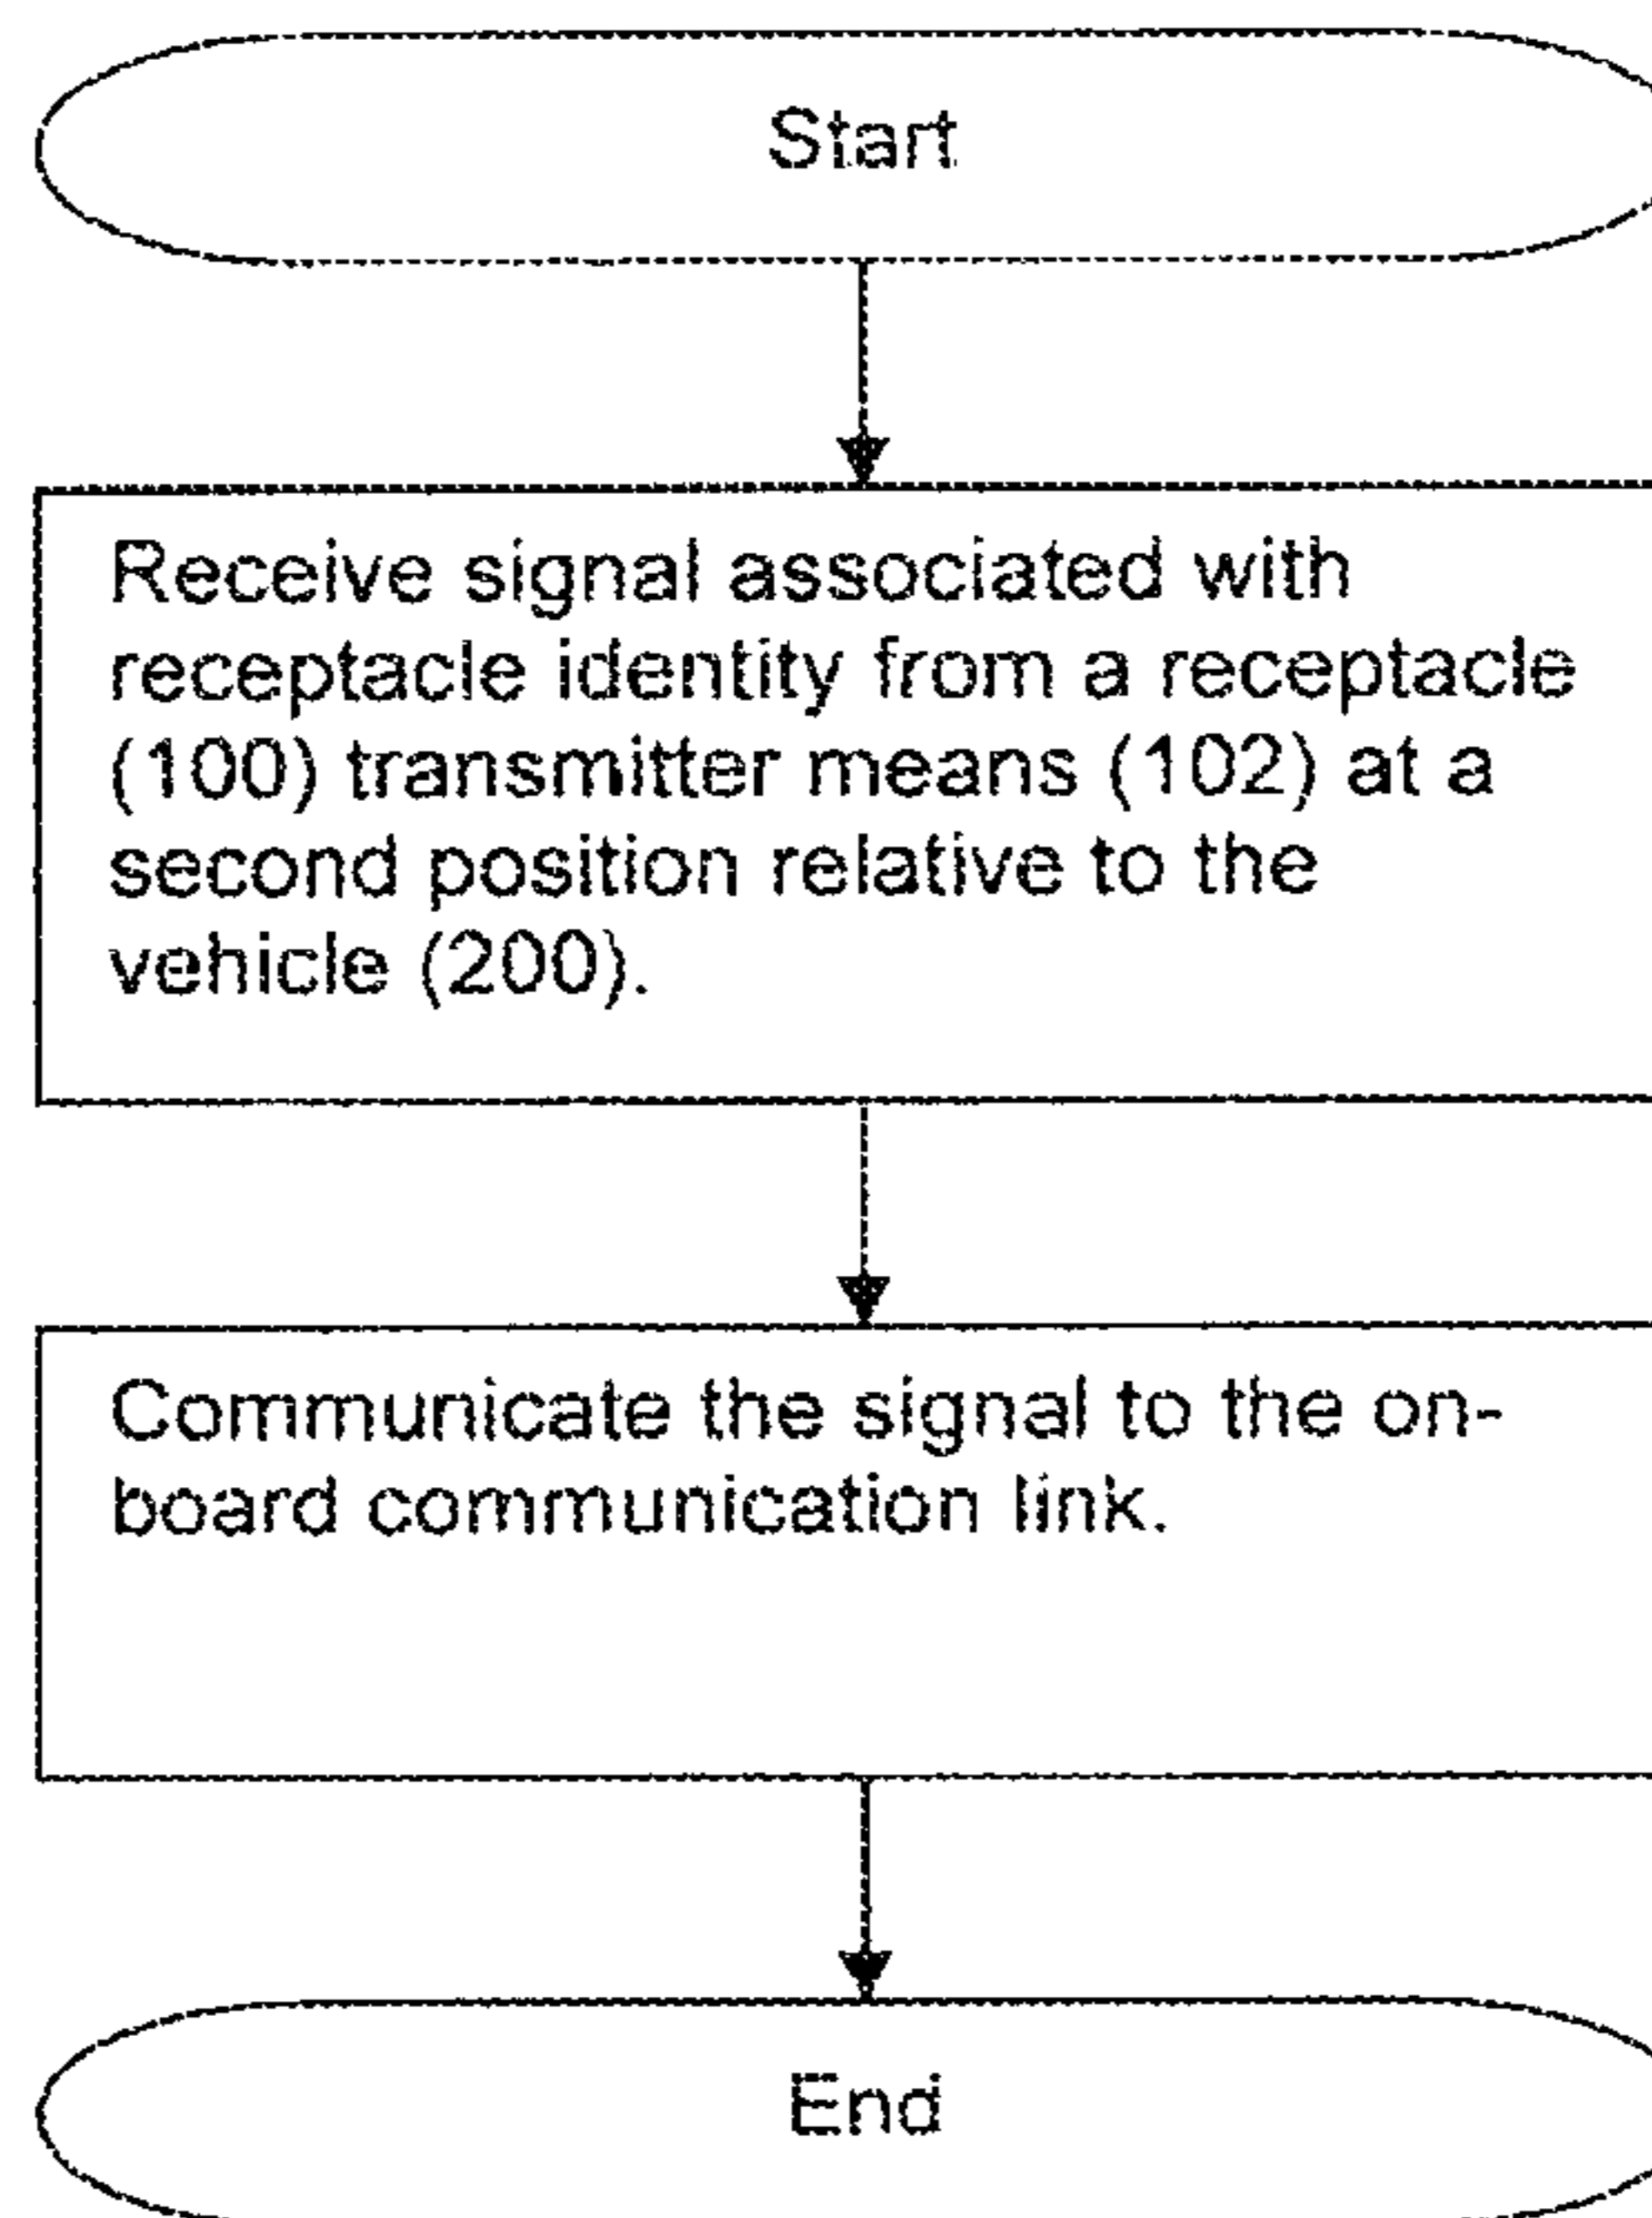 Start
Receive signal associated with
receptacle identity from a receptacle
(100) transmitter means (102) at a
second position relative to the
vehicle (200).
Communicate the signal to the on-
board communication link.
End